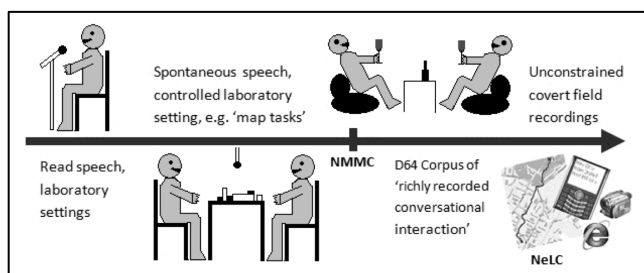 Spontaneous speech,
controlled laboratory
setting, e.g. 'map tasks'
Unconstrained
covert field
recordings
Read speech,
laboratory
settings
NMMC
D64 Corpus of
'richly recorded
conversational
interaction'
NeLC